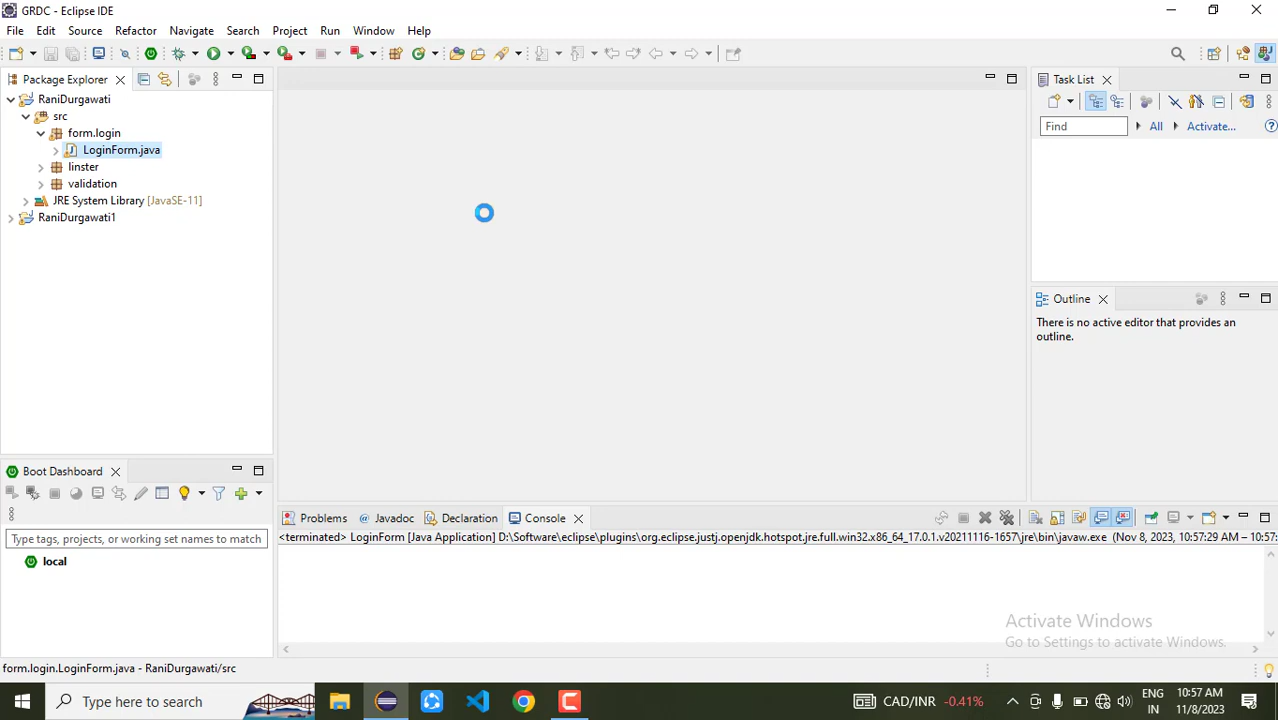 GRDC - Eclipse IDE
File Edit Source Refactor Navigate Search Project Run Window Help
Package Explorer
RaniDurgawati
src
form.login
LoginForm.java
linster
validation
JRE System Library [JavaSE-11]
RaniDurgawati1
Task List
Find All Activate...
Outline
There is no active editor that provides an
outline.
Boot Dashboard
Type tags, projects, or working set names to match
local
Problems Javadoc Declaration Console
<terminated> LoginForm [Java Application] D:\Software\eclipse\plugins\org.eclipse.justj.openjdk.hotspot.jre.full.win32.x86_64_17.0.1.v20211116-1657\jre\bin\javaw.exe (Nov 8, 2023, 10:57:29 AM – 10:57:
Activate Windows
Go to Settings to activate Windows.
form.login.LoginForm.java - RaniDurgawati/src
Type here to search
CAD/INR -0.41%
ENG
IN
10:57 AM
11/8/2023